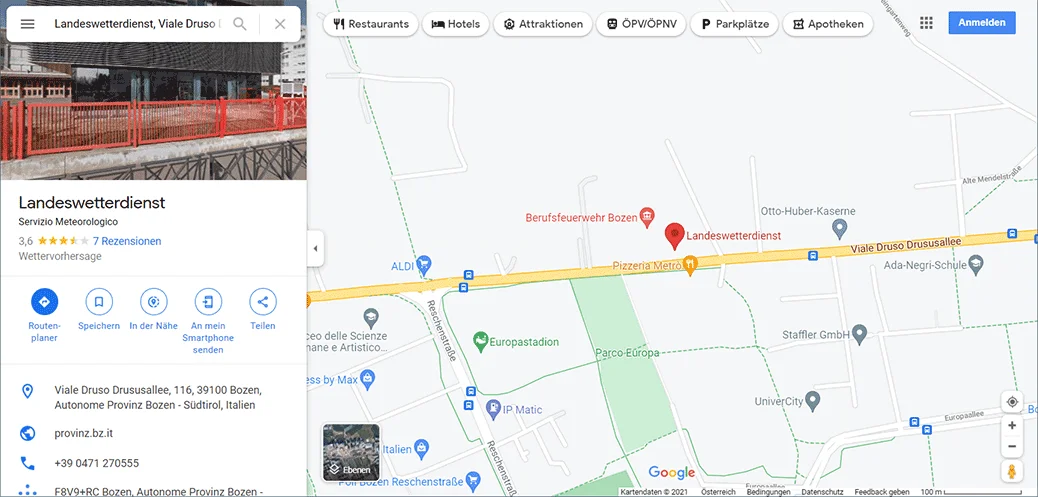 Landeswetterdienst, Viale Druso
Restaurants
Hotels
Attraktionen
ÖPV/ÖPNV
Parkplätze
Apotheken
Anmelden
Landeswetterdienst
Servizio Meteorologico
3,6
7 Rezensionen
Wettervorhersage
Routen-
planer
Speichern
In der Nähe
An mein
Smartphone
senden
Teilen
Viale Druso Drususallee, 116, 39100 Bozen,
Autonome Provinz Bozen - Südtirol, Italien
provinz.bz.it
+39 0471 270555
F8V9+RC Bozen, Autonome Provinz Bozen -
Alte Mendelstraße
Otto-Huber-Kaserne
Berufsfeuerwehr Bozen
Landeswetterdienst
Viale Druso Drususallee
ALDI
Pizzeria Metró
Ada-Negri-Schule
Reschenstraße
ceo delle Scienze
nane e Artistico...
Europastadion
Parco-Europa
Staffler GmbH
ess by Max
IP Matic
UniverCity
Europaallee
Reschenstraße
Italien
Poli Bozen Reschenstraße
Ebenen
Google
Kartendaten © 2021
Österreich
Bedingungen
Datenschutz
Feedback geben
100 m